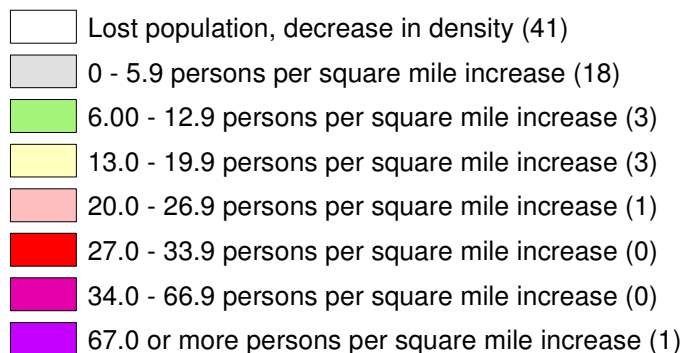 Lost population, decrease in density (41)
0 - 5.9 persons per square mile increase (18)
6.00 - 12.9 persons per square mile increase (3)
13.0 - 19.9 persons per square mile increase (3)
20.0 - 26.9 persons per square mile increase (1)
27.0 - 33.9 persons per square mile increase (0)
34.0 - 66.9 persons per square mile increase (0)
67.0 or more persons per square mile increase (1)